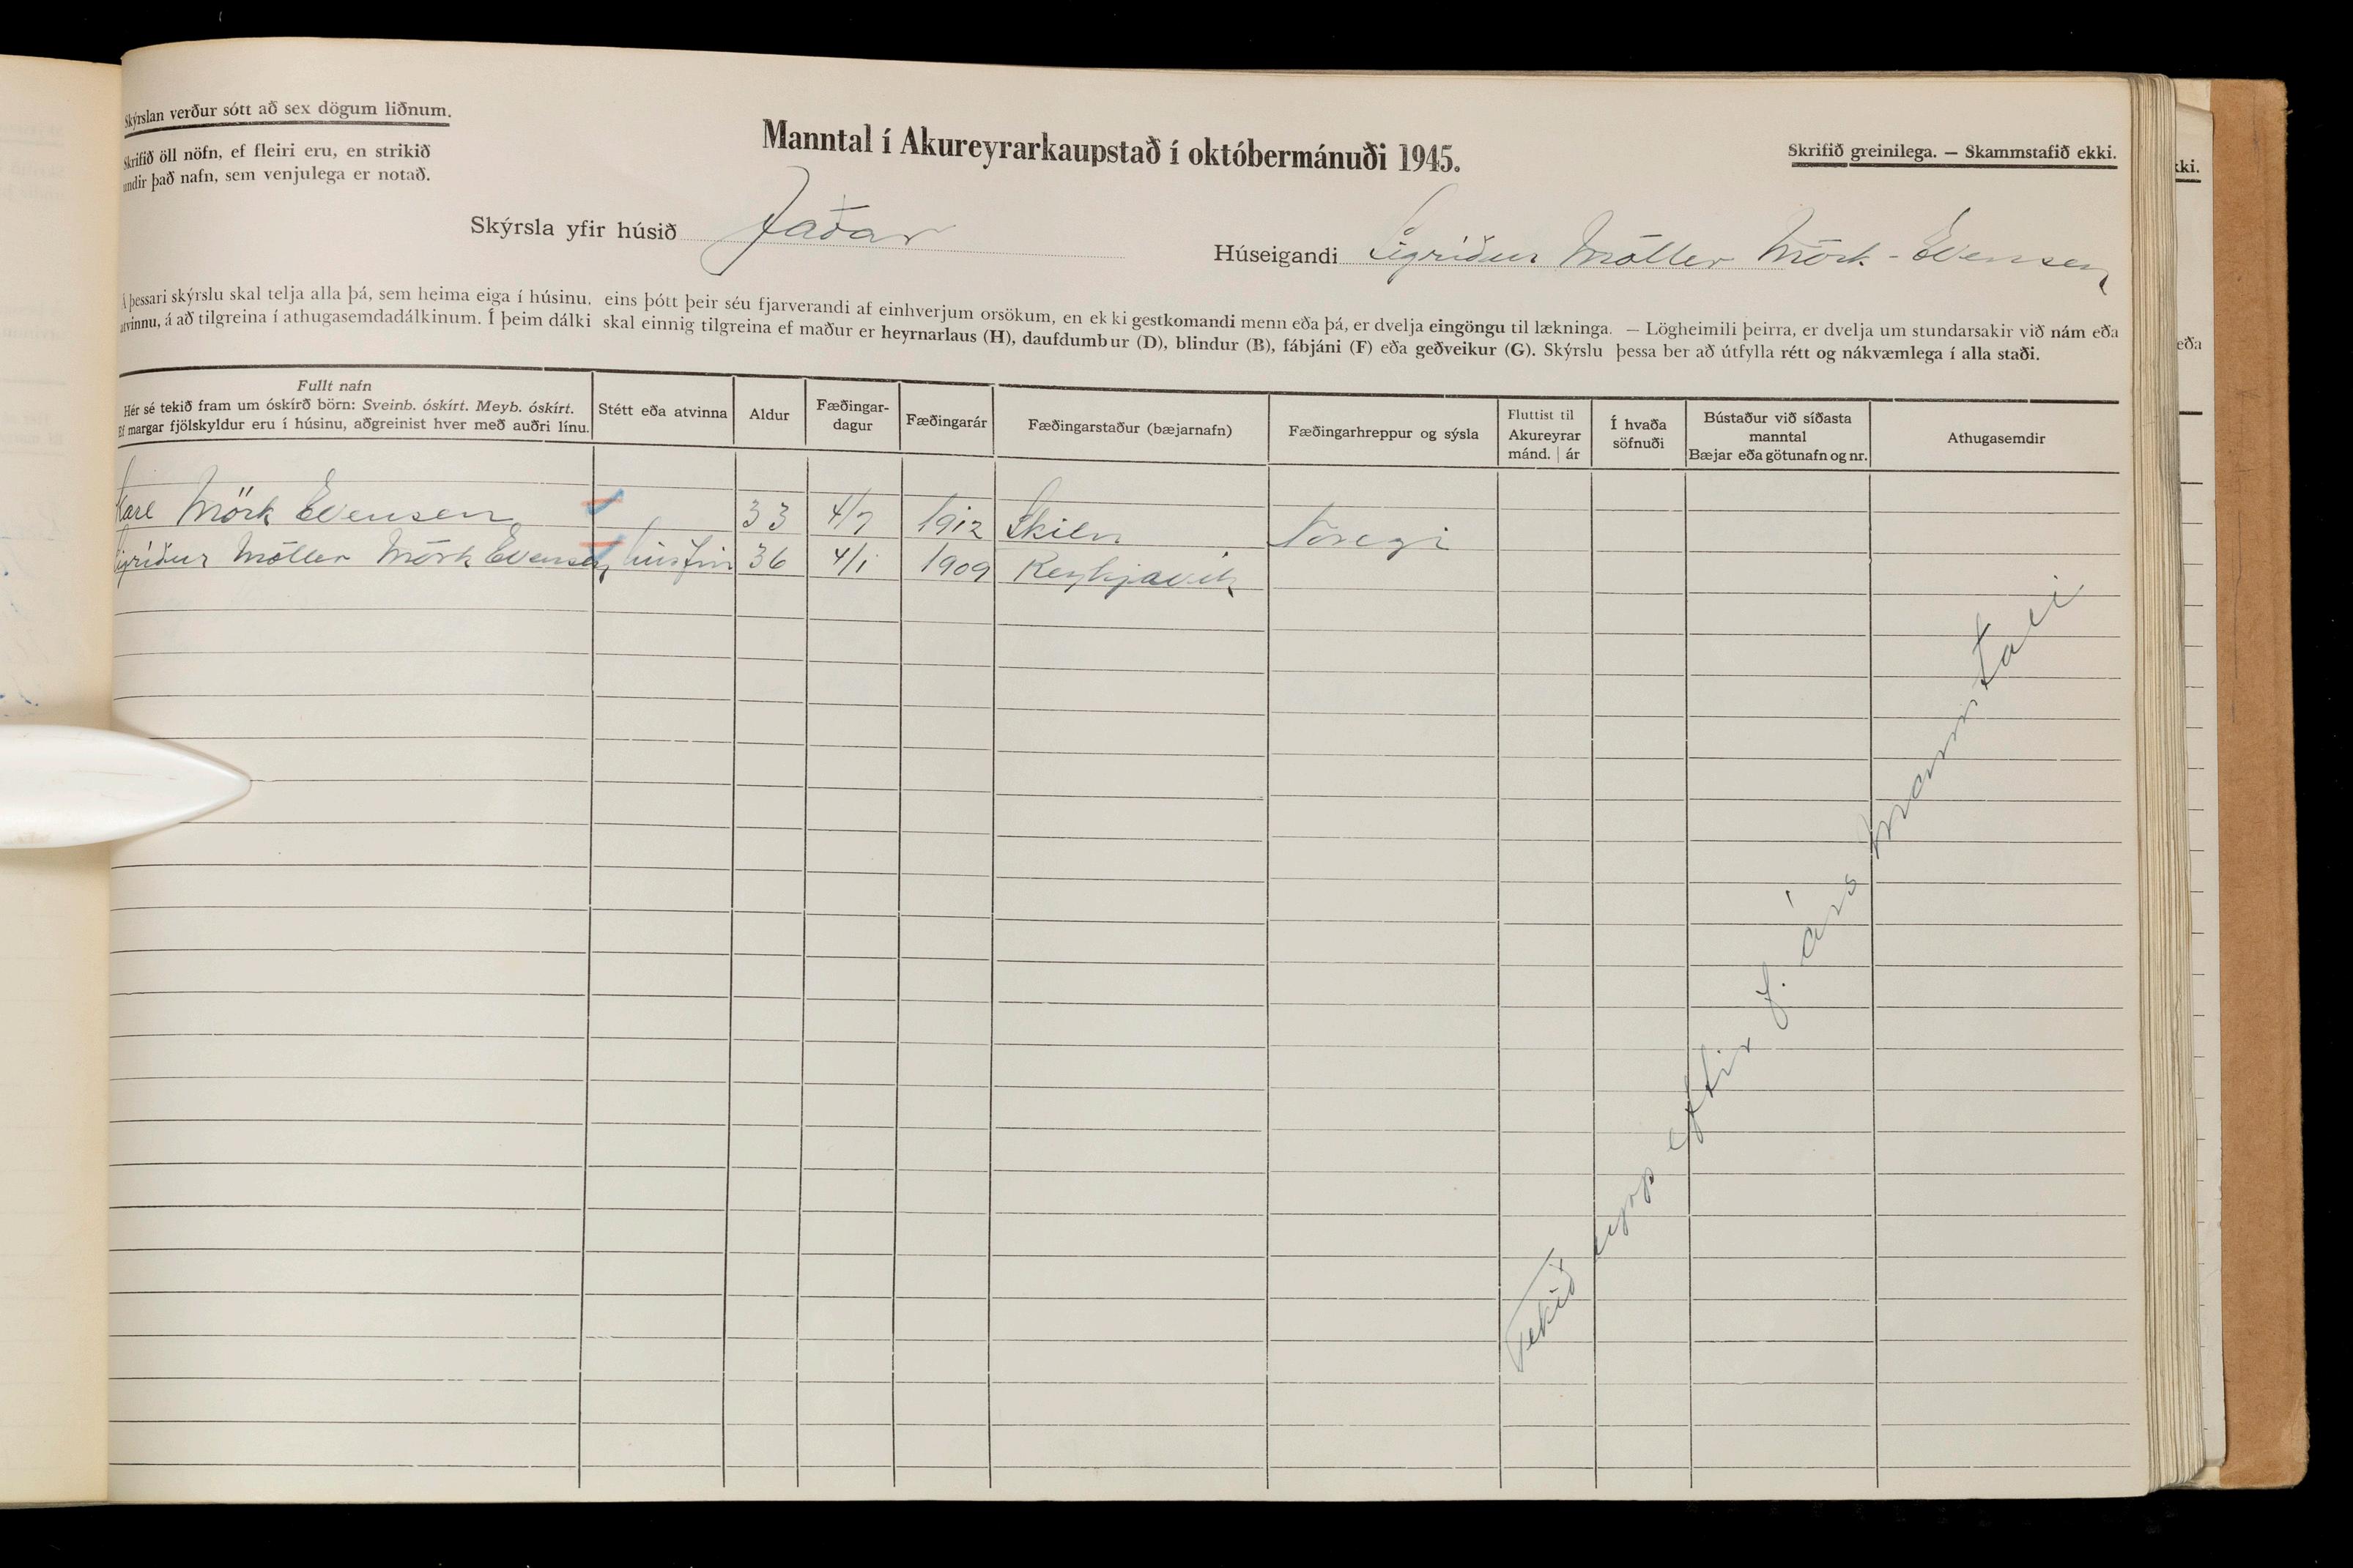 Skýrslan verður sótt að sex dögum liðnum.
Skrifið öll nöfn, ef fleiri eru, en strikið
undir það nafn, sem venjulega er notað.
Manntal í Akureyrarkaupstað í októbermánuði 1945.
Skrifið greinilega. — Skammstafið ekki.
kki.
Skýrsla yfir húsið Jaðar
Húseigandi Sigríður Möller Mörk - Evensen
Á þessari skýrslu skal telja alla þá, sem heima eiga í húsinu, eins þótt þeir séu fjarverandi af einhverjum orsökum, en ekki gestkomandi menn eða þá, er dvelja eingöngu til lækninga. — Lögheimili þeirra, er dvelja um stundarsakir við nám eða
atvinnu, á að tilgreina í athugasemdadálkinum. Í þeim dálki skal einnig tilgreina ef maður er heyrnarlaus (H), daufdumbur (D), blindur (B), fábjáni (F) eða geðveikur (G). Skýrslu þessa ber að útfylla rétt og nákvæmlega í alla staði.
eða
Fullt nafn
Hér sé tekið fram um óskírð börn: Sveinb. óskírt. Meyb. óskírt.
Ef margar fjölskyldur eru í húsinu, aðgreinist hver með auðri línu.
Stétt eða atvinna
Aldur
Fæðingar-
dagur
Fæðingarár
Fæðingarstaður (bæjarnafn)
Fæðingarhreppur og sýsla
Fluttist til
Akureyrar
mánd. | ár
Í hvaða
söfnuði
Bústaður við síðasta
manntal
Bæjar eða götunafn og nr.
Athugasemdir
Kare Mörk Evensen 33 4/7 1912 Noregi
Sigríður Möller Mörk Evensen húsfrú 36 4/1 1909 Reykjavík
Tekið upp eftir f. árs manntali